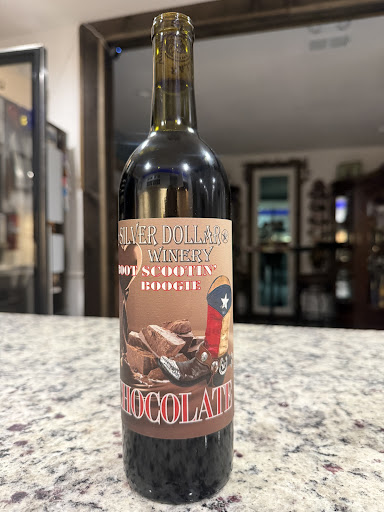 SILVER DOLLAR
WINERY
BOOT SCOOTIN'
BOOGIE
CHOCOLATE